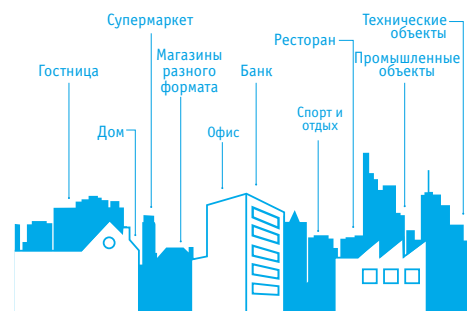 Супермаркет
Технические
объекты
Ресторан
Магазины
разного
формата
Гостница
Банк
Промышленные
объекты
Спорт и
отдых
Дом
Офис